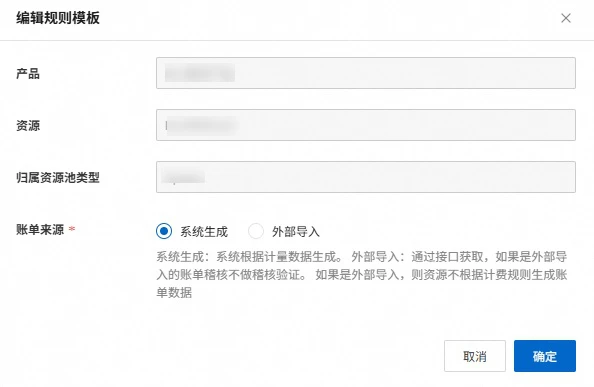 编辑规则模板
产品
资源
归属资源池类型
账单来源 *
系统生成 外部导入
系统生成：系统根据计量数据生成。 外部导入：通过接口获取，如果是外部导
入的账单稽核不做稽核验证。 如果是外部导入，则资源不根据计费规则生成账
单数据
取消 确定